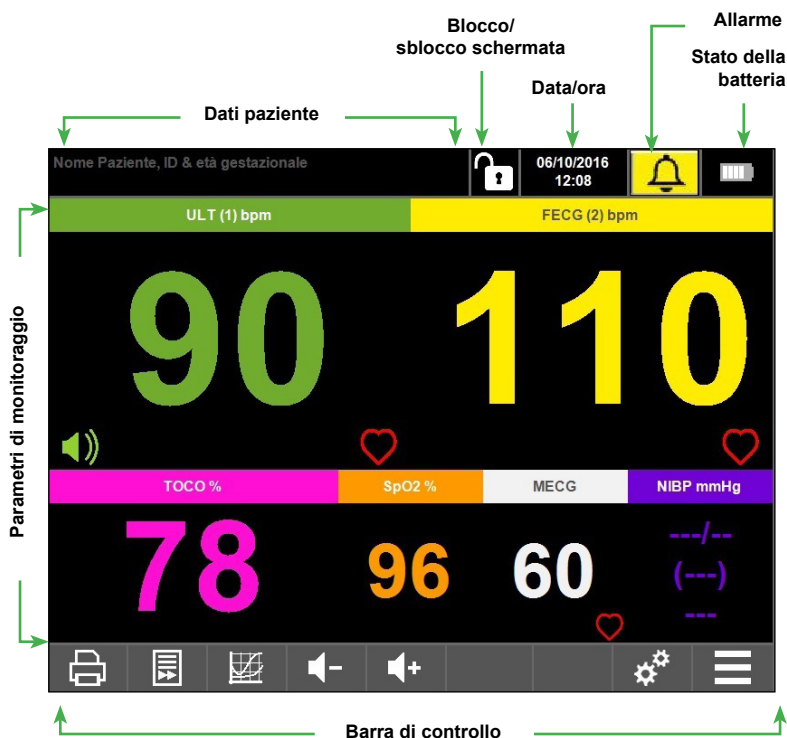 Allarme
Blocco/
sblocco schermata
Stato della
batteria
Data/ora
Dati paziente
Nome Paziente, ID & età gestazionale
06/10/2016
12:08
ULT (1) bpm
FECG (2) bpm
90
110
Parametri di monitoraggio
TOCO %
SpO2 %
MECG
NIBP mmHg
78
96
60
---/--
(---)
---
Barra di controllo